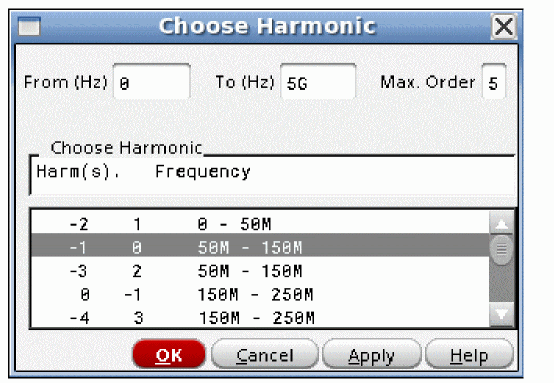 Choose Harmonic
From (Hz) 0 To (Hz) 5G Max. Order 5
Choose Harmonic
Harm(s). Frequency
-2 1 0 - 50M
-1 0 50M - 150M
-3 2 50M - 150M
0 -1 150M - 250M
-4 3 150M - 250M
OK Cancel Apply Help